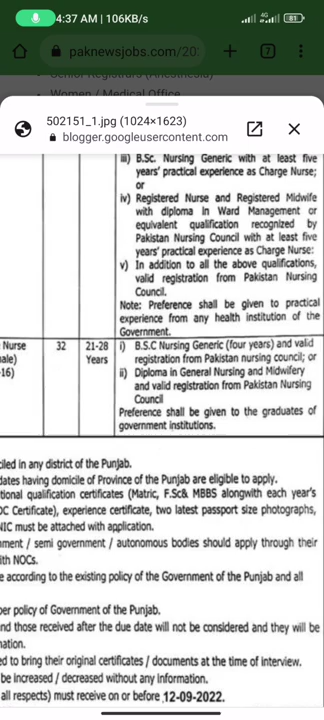 4:37 AM | 106KB/s
4G
81
paknewsjobs.com/20
7
Senior Registrars (Anesthesia)
Women / Medical Office
502151_1.jpg (1024×1623)
blogger.googleusercontent.com
iii) B.Sc. Nursing Generic with at least five
years' practical experience as Charge Nurse;
or
iv) Registered Nurse and Registered Midwife
with diploma in Ward Management or
equivalent qualification recognized by
Pakistan Nursing Council with at five
years' practical experience as Charge Nurse:
v) In addition to all the above qualifications,
valid registration from Pakistan Nursing
Council.
Note: Preference shall be given to practical
experience from any health institution of the
Government.
Nurse 32 21-28 i) B.S.C Nursing Generic (four years) and valid
ale) Years registration from Pakistan nursing council; or
-16) ii) Diploma in General Nursing and Midwifery
and valid registration from Pakistan Nursing
Council
Preference shall be given to the graduates of
government institutions.
ciled in any district of the Punjab.
dates having domicile of Province of the Punjab are eligible to apply.
tional qualification certificates (Matric, F.Sc& MBBS alongwith each year's
OC Certificate), experience certificate, two latest passport size photographs,
NIC must be attached with application.
nment / semi government / autonomous bodies should apply through their
ith NOCs.
e according to the existing policy of the Government of the Punjab and all
per policy of Government of the Punjab.
nd those received after the due date will not be considered and they will be
nation.
ed to bring their original certificates / documents at the time of interview.
be increased / decreased without any Information.
all respects) must receive on or before 12-09-2022.